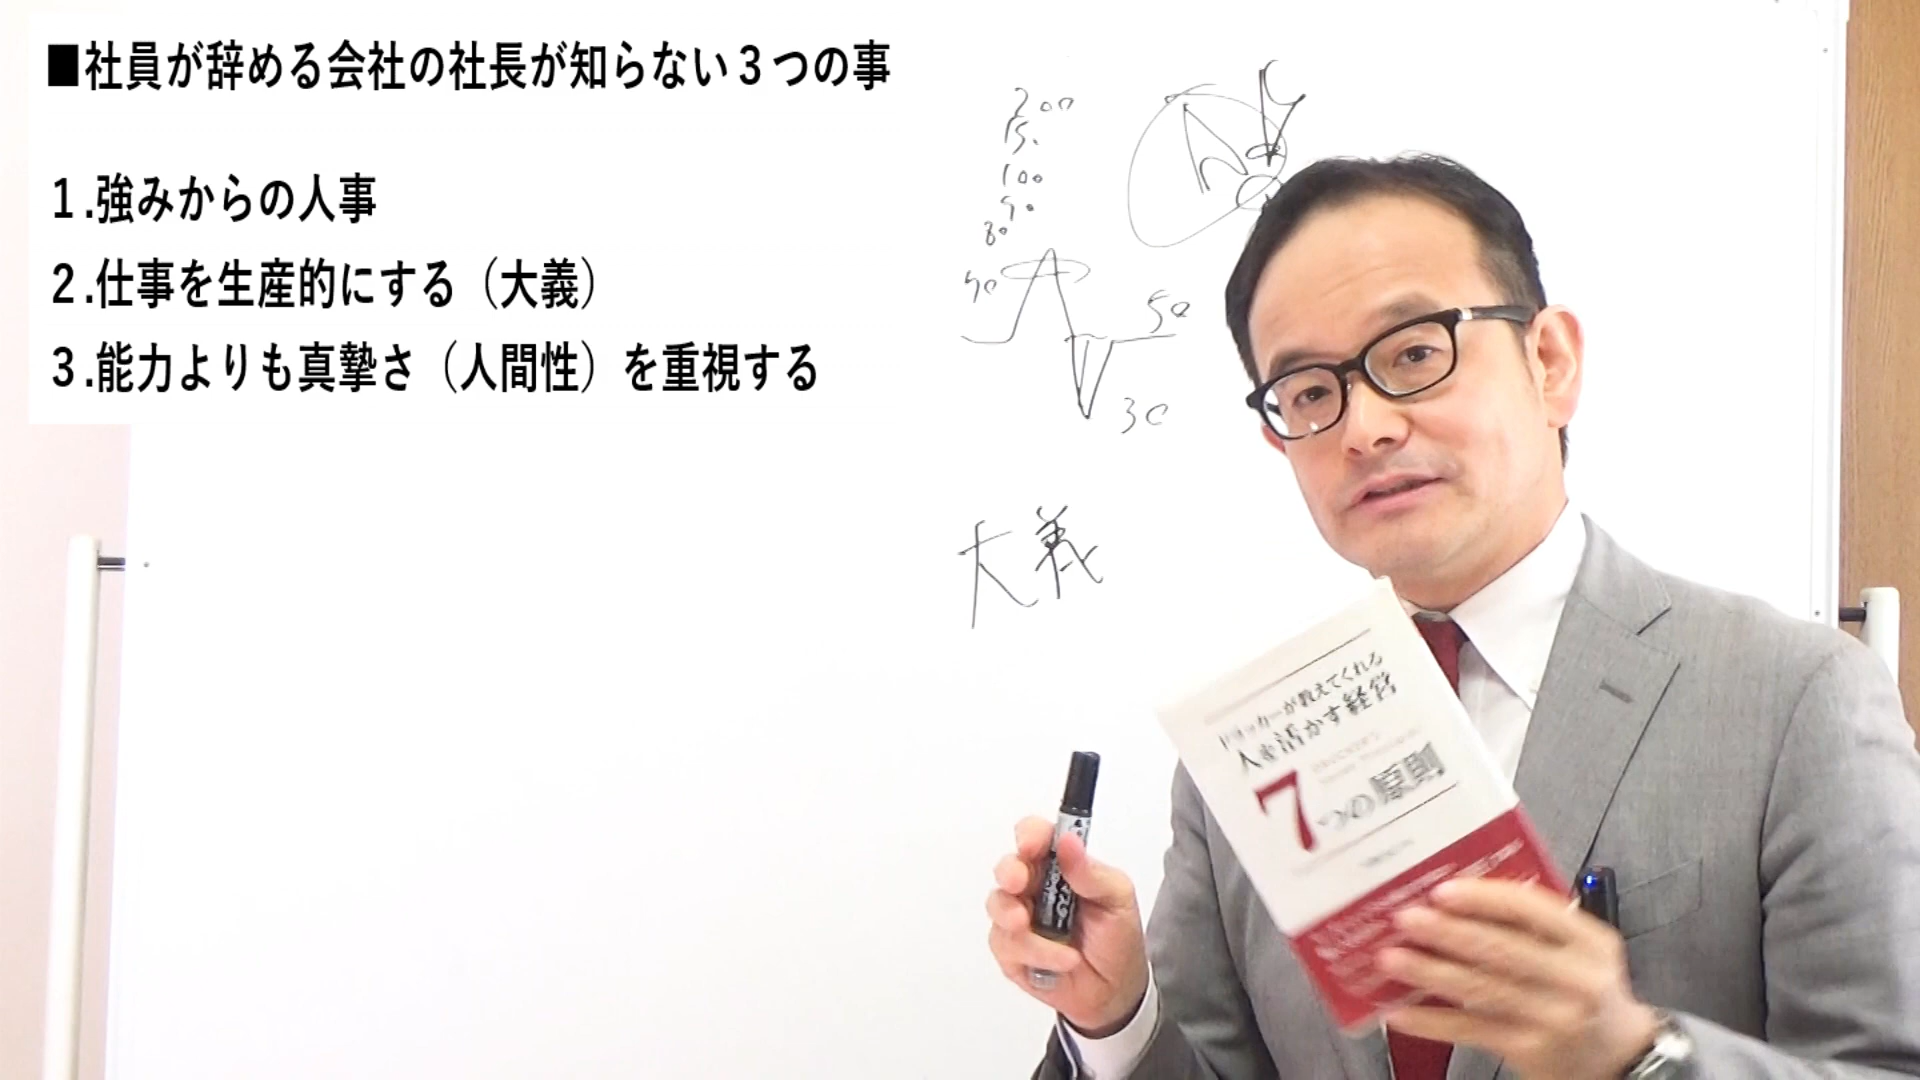 ■社員が辞める会社の社長が知らない3つの事
1.強みからの人事
2.仕事を生産的にする（大義）
3.能力よりも真摯さ（人間性）を重視する
200
150
100
90
80
70
50
30
大義
ドラッカーが教えてくれる
人を活かす経営
7つの原則